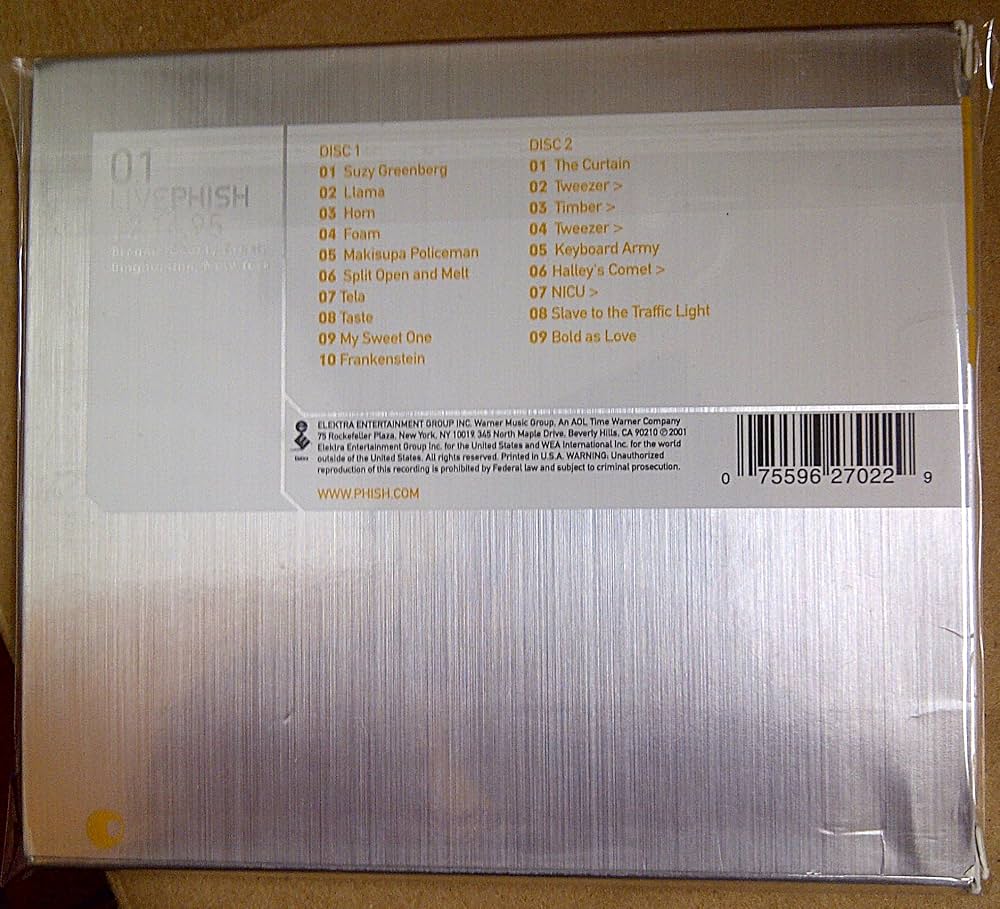 01
LIVEPHISH
DISC 1
01 Suzy Greenberg
02 Llama
03 Horn
04 Foam
05 Makisupa Policeman
06 Split Open and Melt
07 Tela
08 Taste
09 My Sweet One
10 Frankenstein
DISC 2
01 The Curtain
02 Tweezer >
03 Timber >
04 Tweezer >
05 Keyboard Army
06 Halley's Comet >
07 NICU >
08 Slave to the Traffic Light
09 Bold as Love
ELEKTRA ENTERTAINMENT GROUP INC. Warner Music Group, An AOL Time Warner Company
75 Rockefeller Plaza, New York, NY 10019. 345 North Maple Drive, Beverly Hills, CA 90210 ℗ 2001
Elektra Entertainment Group Inc. for the United States and WEA International Inc. for the world
outside of the United States. All rights reserved. Printed in U.S.A. WARNING: Unauthorized
reproduction of this recording is prohibited by Federal law and subject to criminal prosecution.
WWW.PHISH.COM
0 75596 27022 9